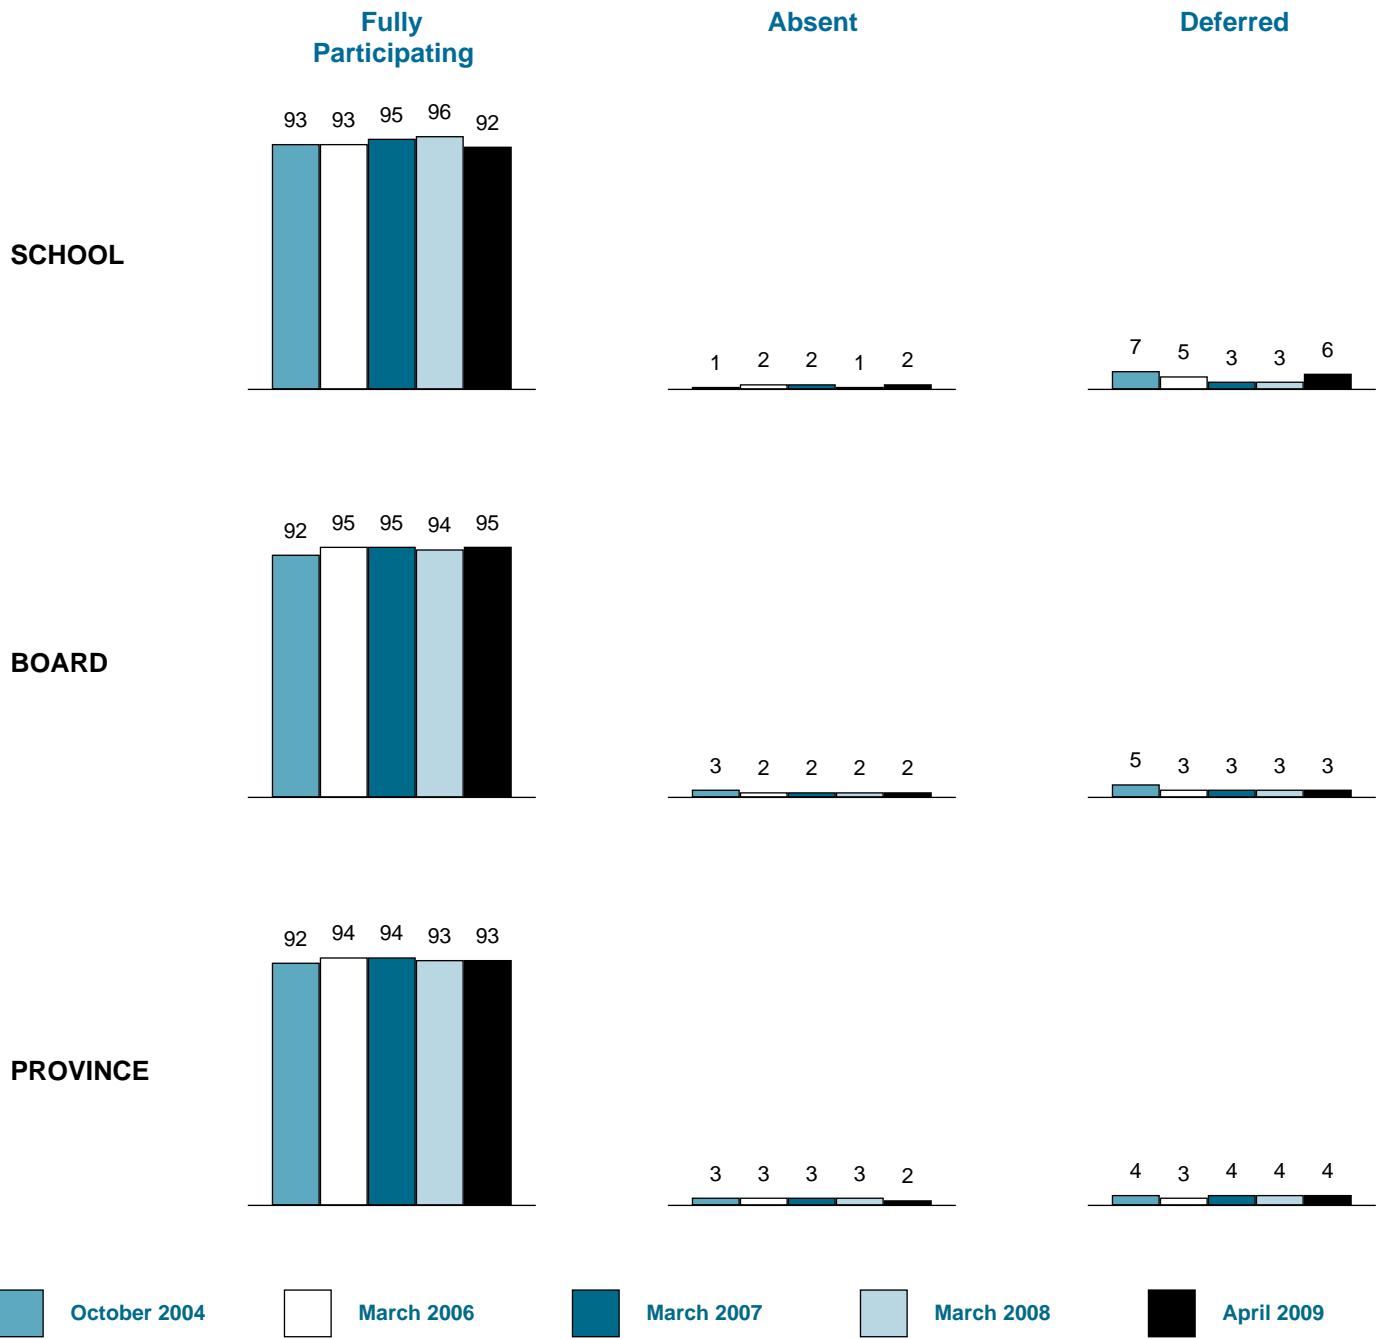 Fully
Participating
Absent
Deferred
93 93 95 96 92
SCHOOL
1 2 2 1 2
7 5 3 3 6
92 95 95 94 95
BOARD
3 2 2 2 2
5 3 3 3 3
92 94 94 93 93
PROVINCE
3 3 3 3 2
4 3 4 4 4
October 2004
March 2006
March 2007
March 2008
April 2009